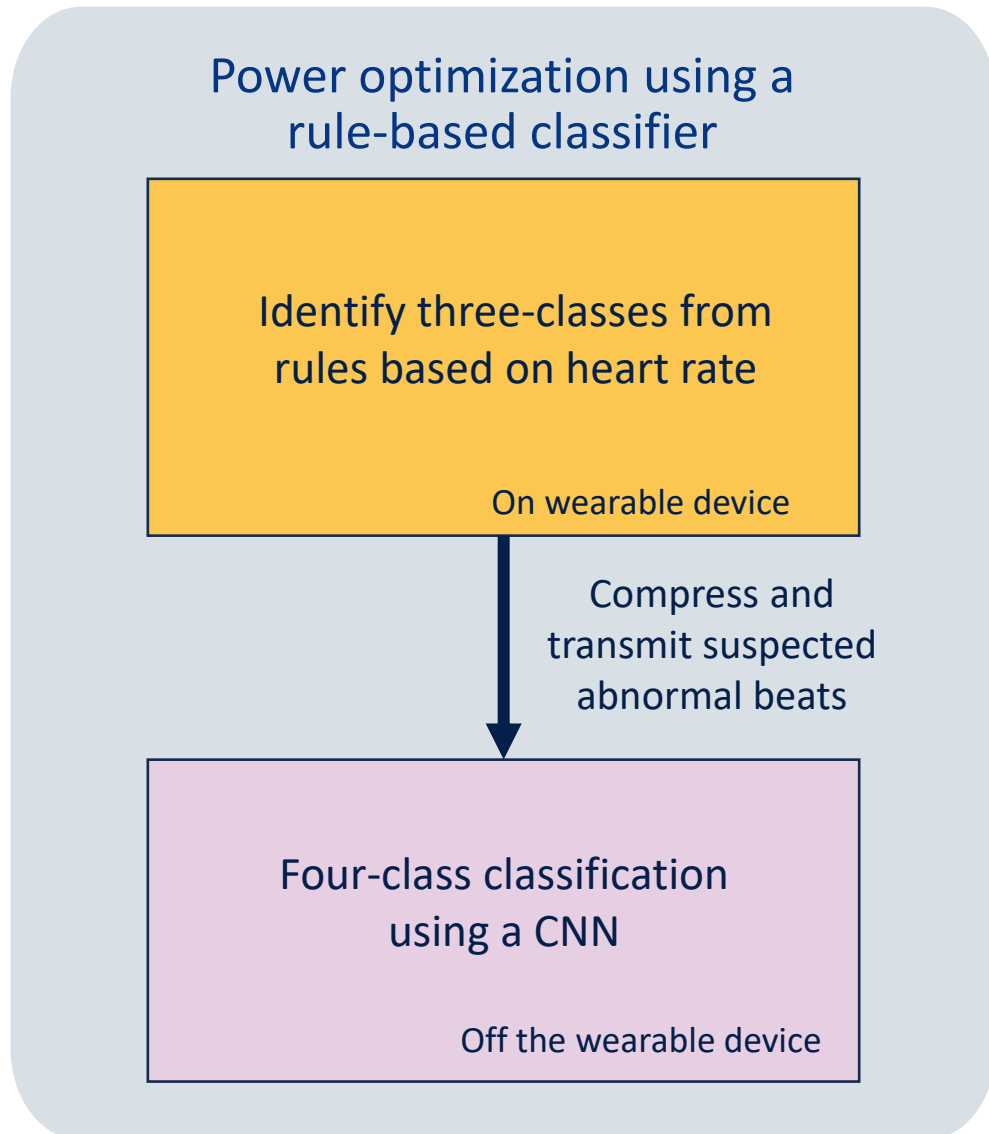 Power optimization using a
rule-based classifier
Identify three-classes from
rules based on heart rate
On wearable device
Compress and
transmit suspected
abnormal beats
Four-class classification
using a CNN
Off the wearable device